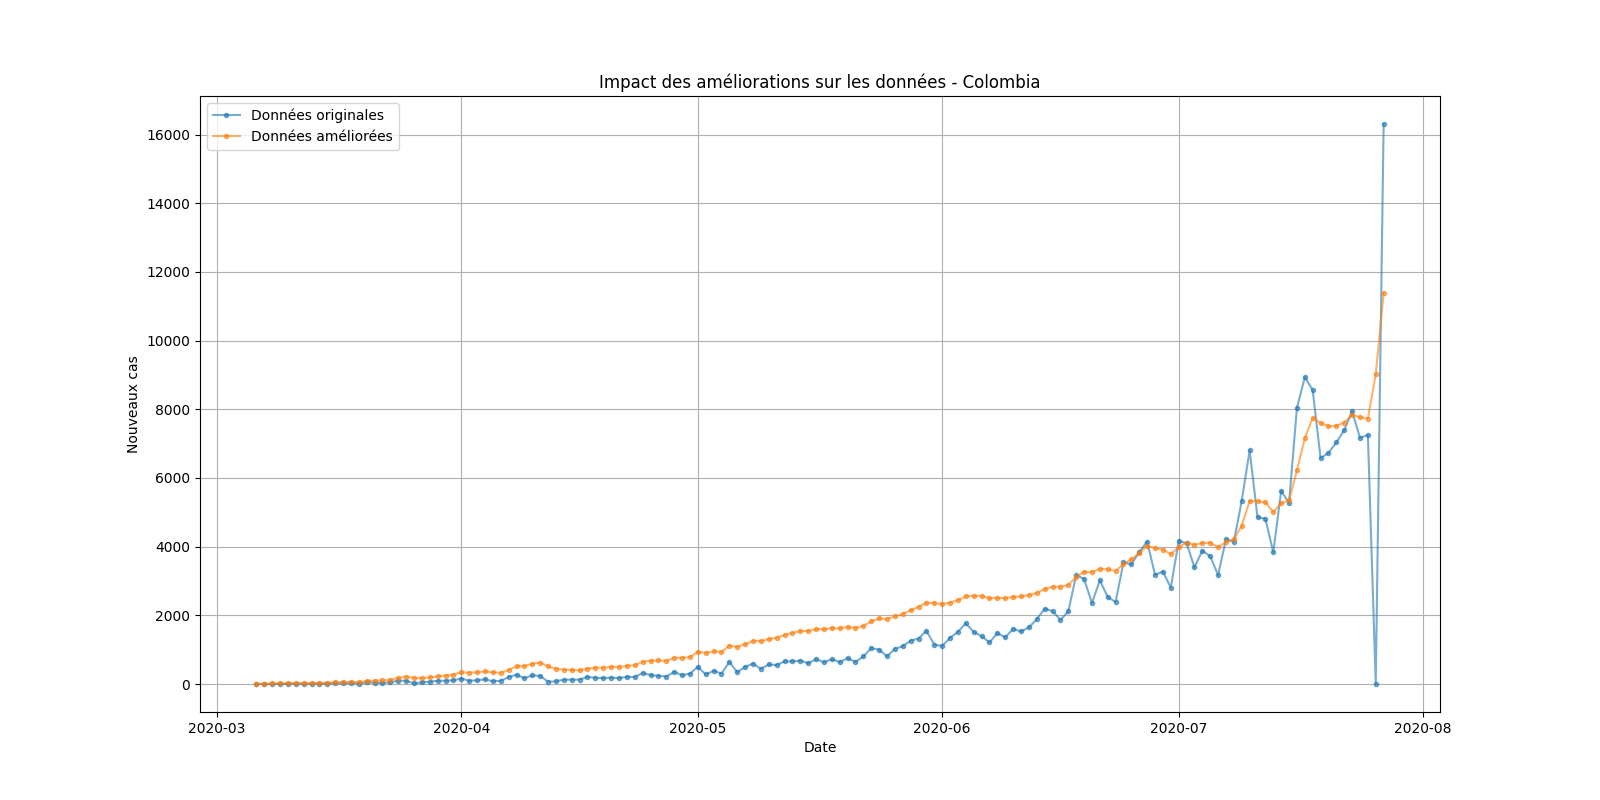 Impact des améliorations sur les données - Colombia
Données originales
Données améliorées
16000
14000
12000
10000
8000
6000
4000
2000
0
Nouveaux cas
2020-03 2020-04 2020-05 2020-06 2020-07 2020-08
Date